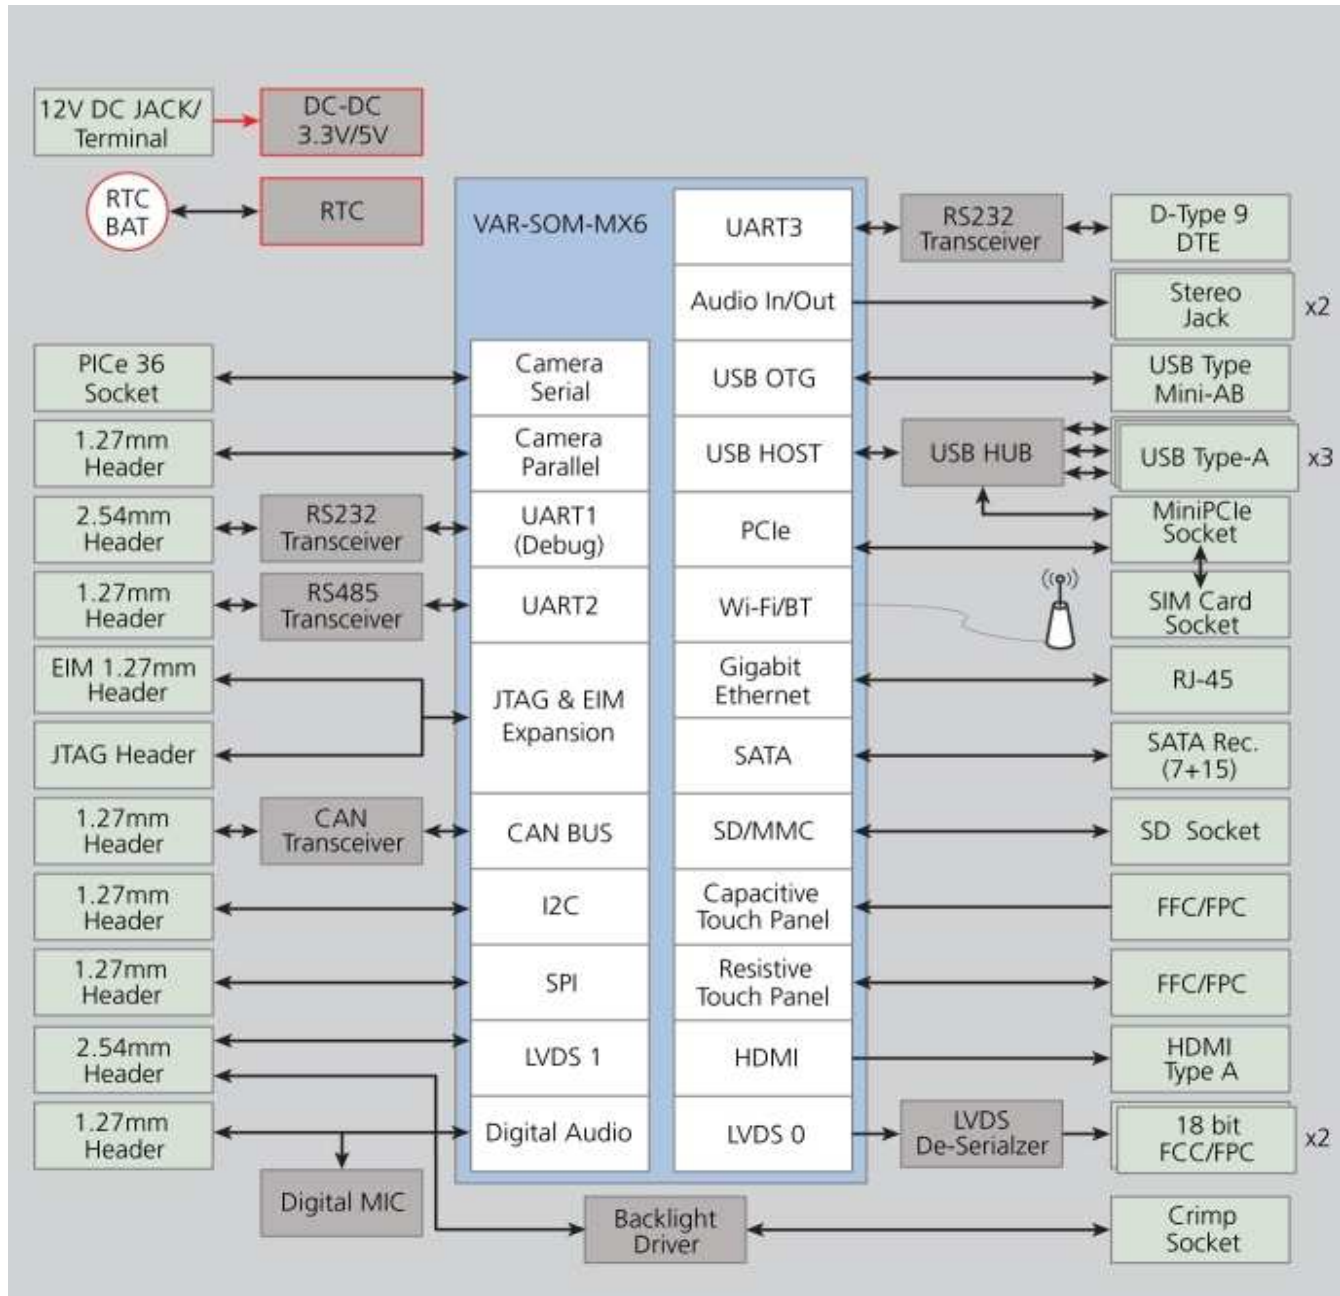 12V DC JACK/
Terminal
DC-DC
3.3V/5V
RTC
BAT
RTC
VAR-SOM-MX6
UART3
RS232
Transceiver
D-Type 9
DTE
Audio In/Out
Stereo
Jack
x2
PICe 36
Socket
Camera
Serial
USB OTG
USB Type
Mini-AB
1.27mm
Header
Camera
Parallel
USB HOST
USB HUB
USB Type-A
x3
2.54mm
Header
RS232
Transceiver
UART1
(Debug)
PCIe
MiniPCIe
Socket
1.27mm
Header
RS485
Transceiver
UART2
Wi-Fi/BT
SIM Card
Socket
EIM 1.27mm
Header
JTAG & EIM
Expansion
Gigabit
Ethernet
RJ-45
JTAG Header
SATA
SATA Rec.
(7+15)
1.27mm
Header
CAN
Transceiver
CAN BUS
SD/MMC
SD Socket
1.27mm
Header
I2C
Capacitive
Touch Panel
FFC/FPC
1.27mm
Header
SPI
Resistive
Touch Panel
FFC/FPC
2.54mm
Header
LVDS 1
HDMI
HDMI
Type A
1.27mm
Header
Digital Audio
LVDS 0
LVDS
De-Serialzer
18 bit
FCC/FPC
x2
Digital MIC
Backlight
Driver
Crimp
Socket